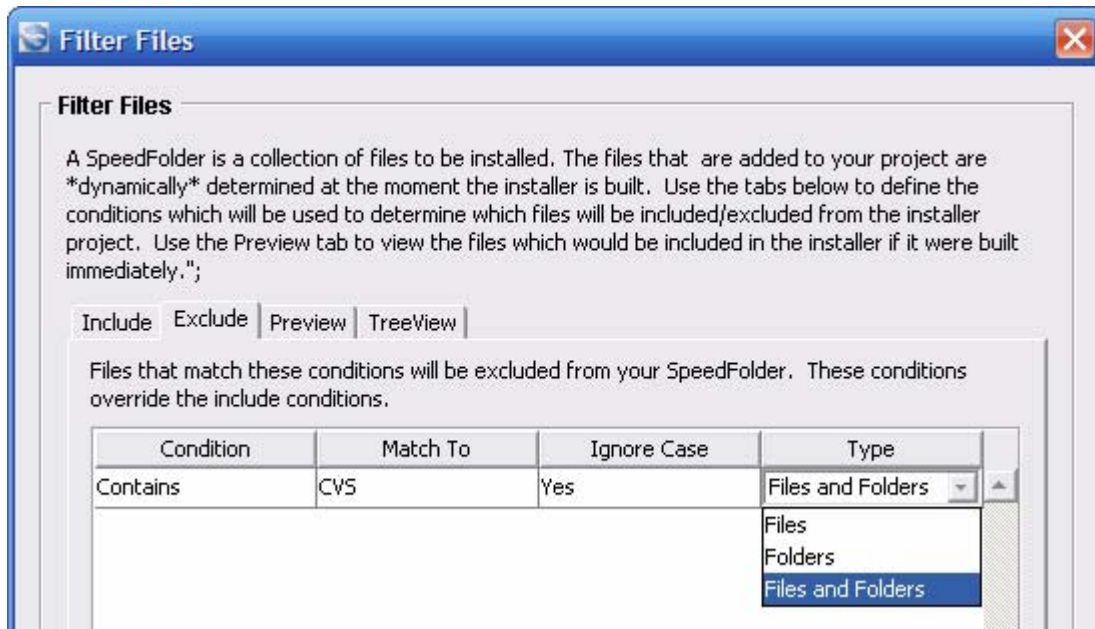 Filter Files
Filter Files
A SpeedFolder is a collection of files to be installed. The files that  are added to your project are
*dynamically* determined at the moment the installer is built.  Use the tabs below to define the
conditions which will be used to determine which files will be included/excluded from the installer
project.  Use the Preview tab to view the files which would be included in the installer if it were built
immediately.";
Include Exclude Preview TreeView
Files that match these conditions will be excluded from your SpeedFolder.  These conditions
override the include conditions.
Condition Match To Ignore Case Type
Contains CVS Yes Files and Folders
Files
Folders
Files and Folders